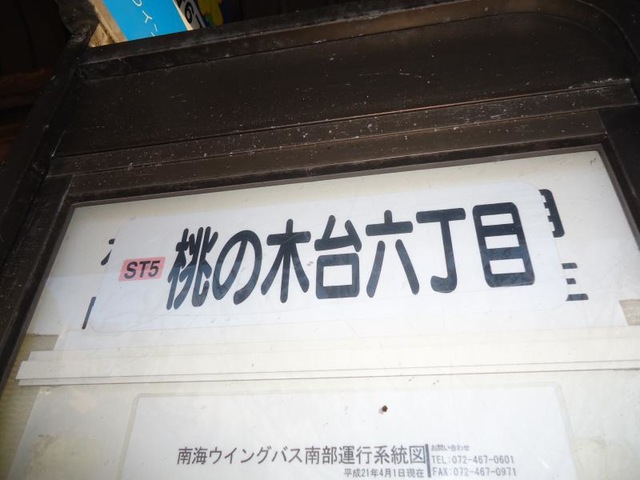 ST5 桃の木台六丁目
南海ウイングバス南部運行系統図
平成21年4月1日現在
お問い合わせ
TEL:072-467-0601
FAX:072-467-0971